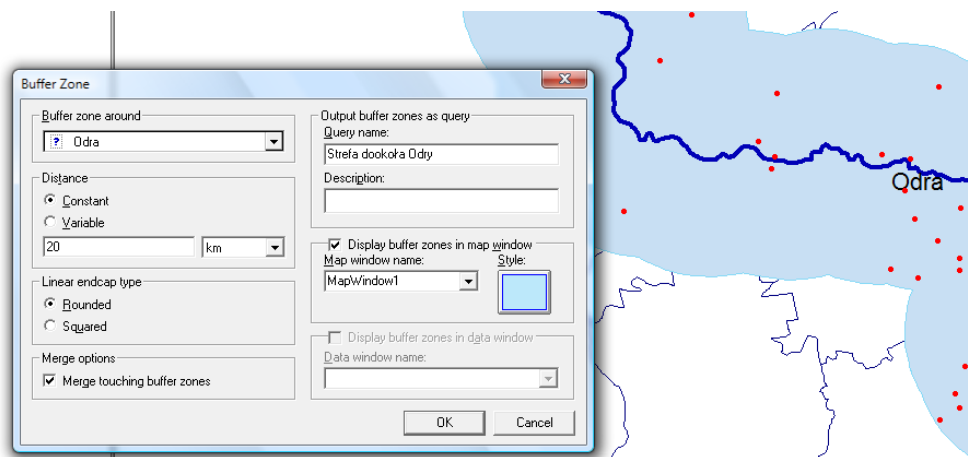 Buffer Zone
Buffer zone around
? Odra
Distance
Constant
Variable
20 km
Linear endcap type
Rounded
Squared
Merge options
Merge touching buffer zones
Output buffer zones as query
Query name:
Strefa dookoła Odry
Description:
Display buffer zones in map window
Map window name: Style:
MapWindow1
Display buffer zones in data window
Data window name:
OK Cancel
Odra